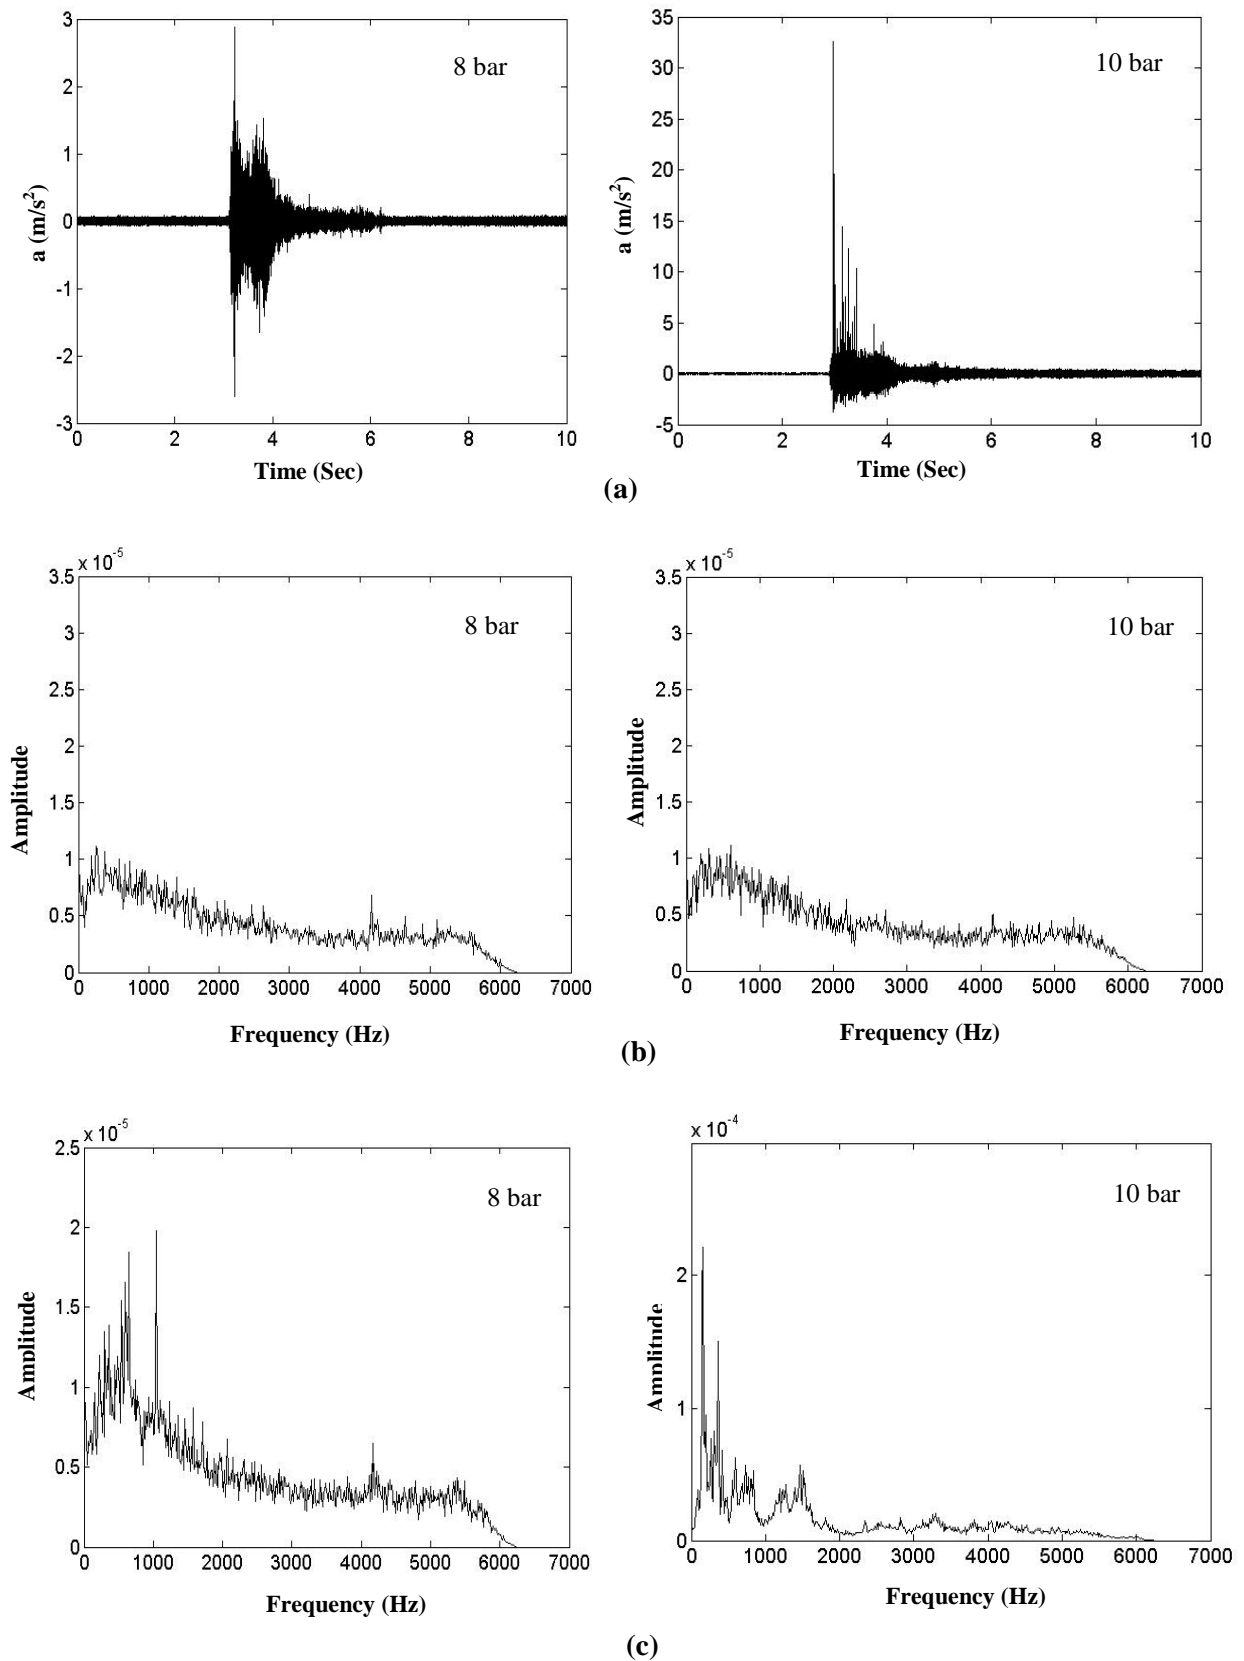 3
2
1
0
-1
-2
-3
0 2 4 6 8 10
8 bar
a (m/s²)
Time (Sec)
35
30
25
20
15
10
5
0
-5
0 2 4 6 8 10
10 bar
a (m/s²)
Time (Sec)
(a)
x 10⁻⁵
3.5
3
2.5
2
1.5
1
0.5
0
0 1000 2000 3000 4000 5000 6000 7000
8 bar
Amplitude
Frequency (Hz)
x 10⁻⁵
3.5
3
2.5
2
1.5
1
0.5
0
0 1000 2000 3000 4000 5000 6000 7000
10 bar
Amplitude
Frequency (Hz)
(b)
x 10⁻⁵
2.5
2
1.5
1
0.5
0
0 1000 2000 3000 4000 5000 6000 7000
8 bar
Amplitude
Frequency (Hz)
x 10⁻⁴
2
1
0
0 1000 2000 3000 4000 5000 6000 7000
10 bar
Amplitude
Frequency (Hz)
(c)